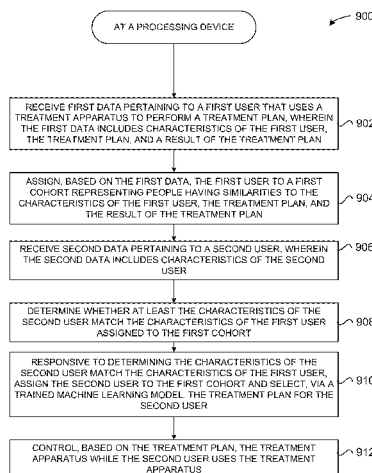 900
AT A PROCESSING DEVICE
RECEIVE FIRST DATA PERTAINING TO A FIRST USER THAT USES A
TREATMENT APPARATUS TO PERFORM A TREATMENT PLAN, WHEREIN
THE FIRST DATA INCLUDES CHARACTERISTICS OF THE FIRST USER,
THE TREATMENT PLAN, AND A RESULT OF THE TREATMENT PLAN
902
ASSIGN, BASED ON THE FIRST DATA, THE FIRST USER TO A FIRST
COHORT REPRESENTING PEOPLE HAVING SIMILARITIES TO THE
CHARACTERISTICS OF THE FIRST USER, THE TREATMENT PLAN, AND
THE RESULT OF THE TREATMENT PLAN
904
RECEIVE SECOND DATA PERTAINING TO A SECOND USER, WHEREIN
THE SECOND DATA INCLUDES CHARACTERISTICS OF THE SECOND
USER
906
DETERMINE WHETHER AT LEAST THE CHARACTERISTICS OF THE
SECOND USER MATCH THE CHARACTERISTICS OF THE FIRST USER
ASSIGNED TO THE FIRST COHORT
908
RESPONSIVE TO DETERMINING THE CHARACTERISTICS OF THE
SECOND USER MATCH THE CHARACTERISTICS OF THE FIRST USER,
ASSIGN THE SECOND USER TO THE FIRST COHORT AND SELECT, VIA A
TRAINED MACHINE LEARNING MODEL, THE TREATMENT PLAN FOR
THE SECOND USER
910
CONTROL, BASED ON THE TREATMENT PLAN, THE TREATMENT
APPARATUS WHILE THE SECOND USER USES THE TREATMENT
APPARATUS
912